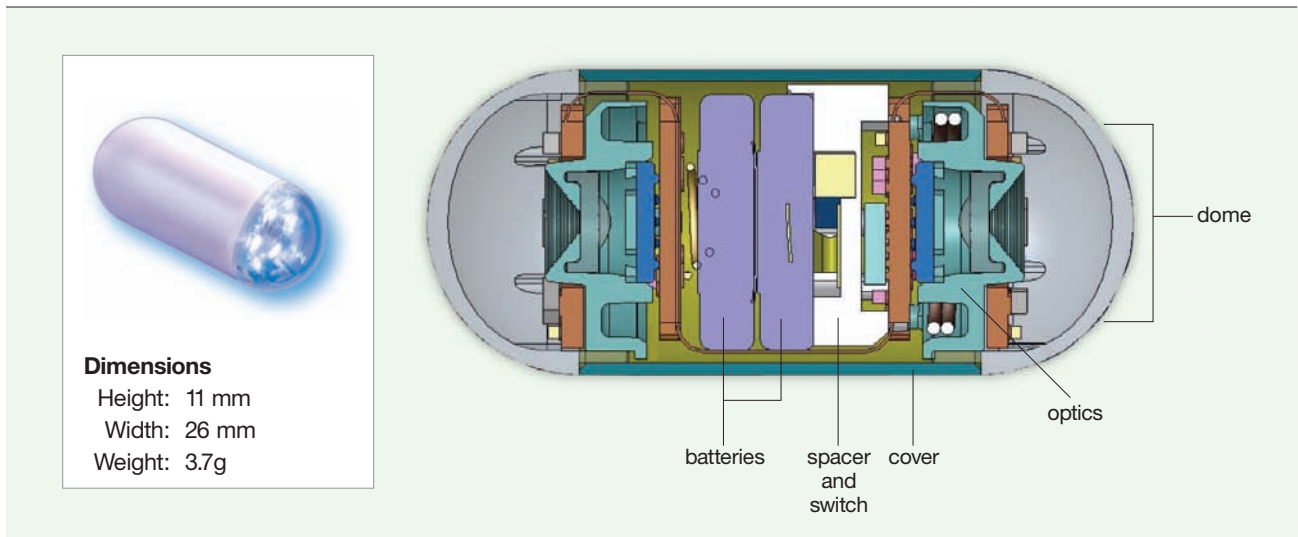 Dimensions
Height: 11 mm
Width: 26 mm
Weight: 3.7g
dome
optics
batteries
spacer
and
switch
cover